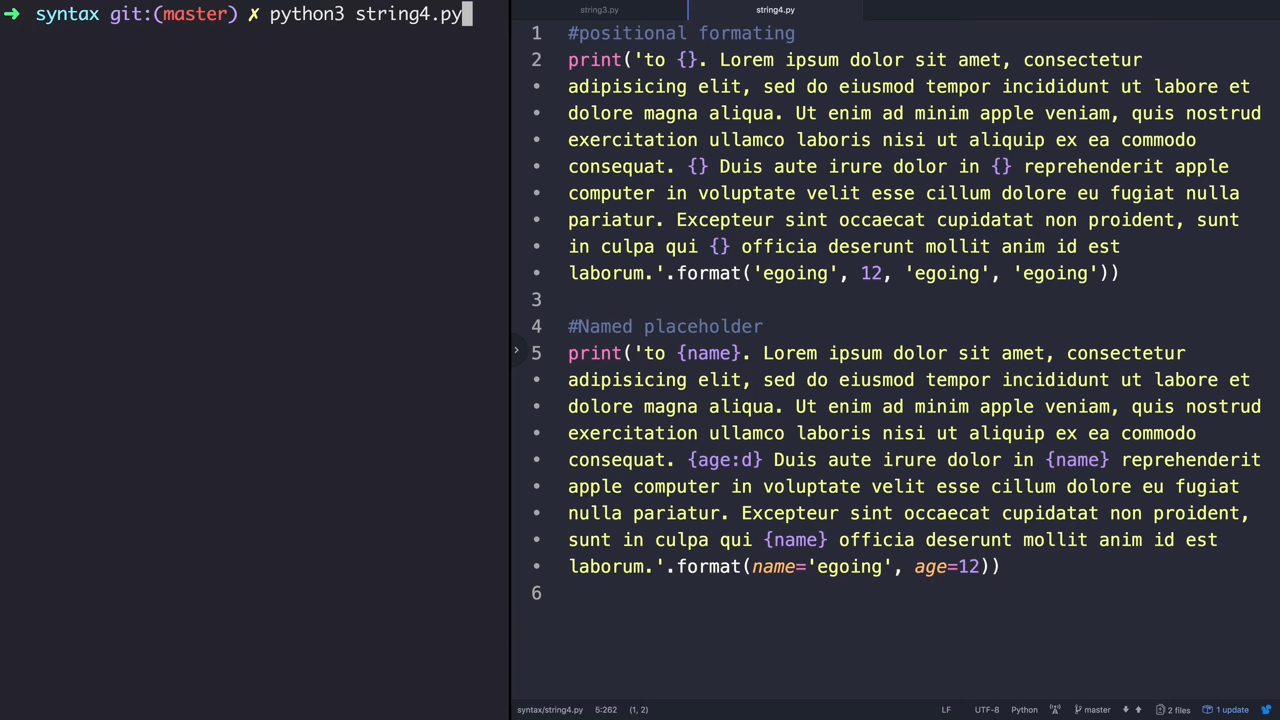 ➜ syntax git:(master) ✗ python3 string4.py
string3.py
string4.py
1 #positional formating
2 print('to {}. Lorem ipsum dolor sit amet, consectetur
• adipisicing elit, sed do eiusmod tempor incididunt ut labore et
• dolore magna aliqua. Ut enim ad minim apple veniam, quis nostrud
• exercitation ullamco laboris nisi ut aliquip ex ea commodo
• consequat. {} Duis aute irure dolor in {} reprehenderit apple
• computer in voluptate velit esse cillum dolore eu fugiat nulla
• pariatur. Excepteur sint occaecat cupidatat non proident, sunt
• in culpa qui {} officia deserunt mollit anim id est
• laborum.'.format('egoing', 12, 'egoing', 'egoing'))
3
4 #Named placeholder
5 print('to {name}. Lorem ipsum dolor sit amet, consectetur
• adipisicing elit, sed do eiusmod tempor incididunt ut labore et
• dolore magna aliqua. Ut enim ad minim apple veniam, quis nostrud
• exercitation ullamco laboris nisi ut aliquip ex ea commodo
• consequat. {age:d} Duis aute irure dolor in {name} reprehenderit
• apple computer in voluptate velit esse cillum dolore eu fugiat
• nulla pariatur. Excepteur sint occaecat cupidatat non proident,
• sunt in culpa qui {name} officia deserunt mollit anim id est
• laborum.'.format(name='egoing', age=12))
6
syntax/string4.py 5:262 (1, 2) LF UTF-8 Python master 2 files 1 update